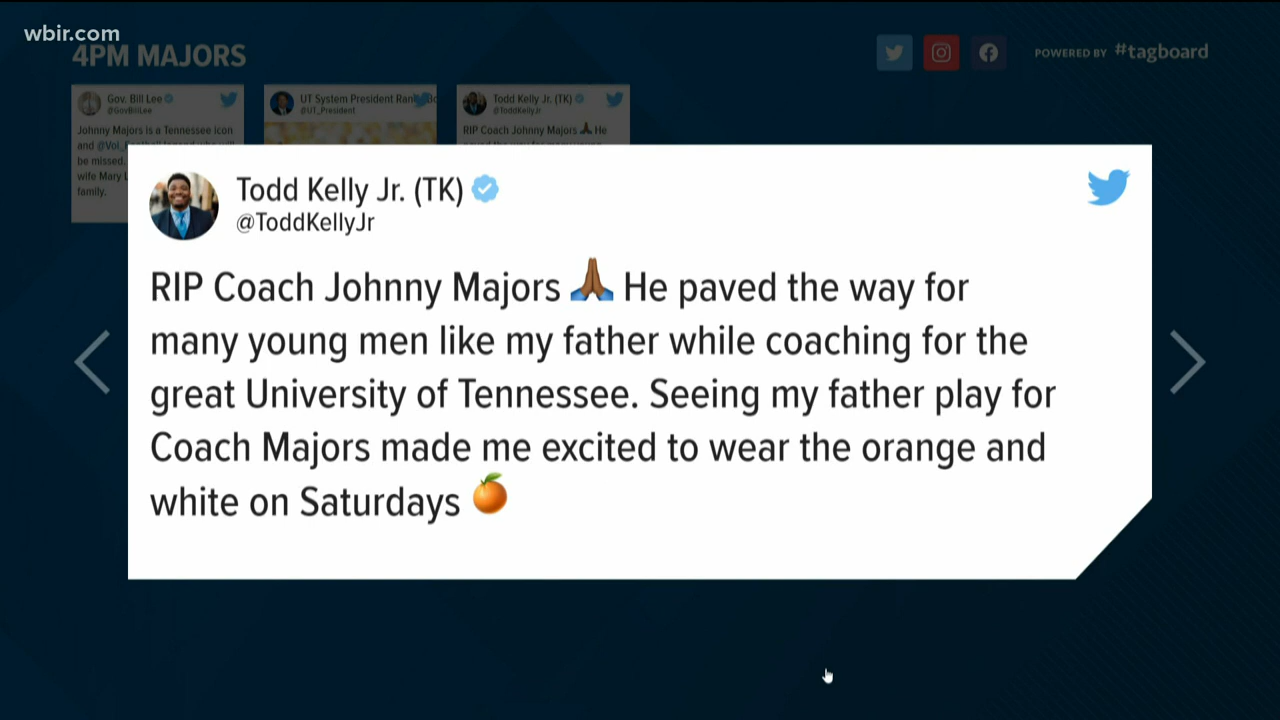 wbir.com
4PM MAJORS
POWERED BY #tagboard
Gov. Bill Lee
@GovBillLee
Johnny Majors is a Tennessee icon
and
be missed.
wife Mary
family.
UT System President
@UT_President
Todd Kelly Jr. (TK)
@ToddKellyJr
RIP Coach Johnny Majors 🙏🏾 He
Todd Kelly Jr. (TK)
@ToddKellyJr
RIP Coach Johnny Majors 🙏🏾 He paved the way for
many young men like my father while coaching for the
great University of Tennessee. Seeing my father play for
Coach Majors made me excited to wear the orange and
white on Saturdays 🍊